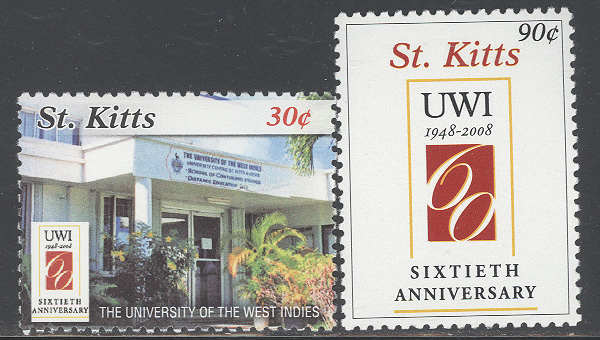 St. Kitts
30¢
THE UNIVERSITY OF THE WEST INDIES
UNIVERSITY CENTRE ST. KITTS & NEVIS
SCHOOL OF CONTINUING STUDIES
DISTANCE EDUCATION
UWI
1948-2008
60
SIXTIETH
ANNIVERSARY
THE UNIVERSITY OF THE WEST INDIES
90¢
St. Kitts
UWI
1948-2008
60
SIXTIETH
ANNIVERSARY